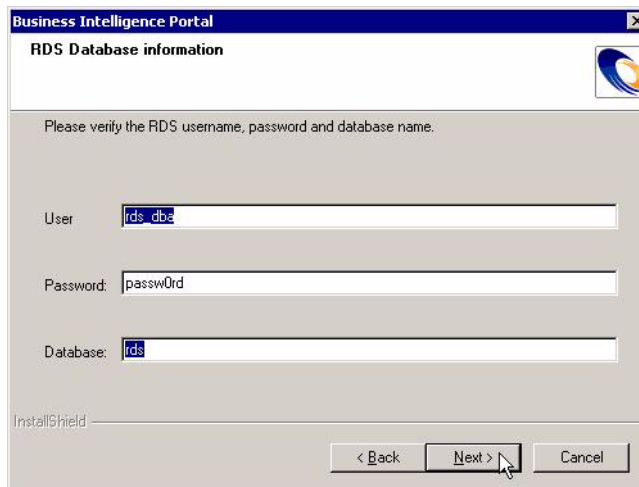 Business Intelligence Portal
RDS Database information
Please verify the RDS username, password and database name.
User rds_dba
Password: passw0rd
Database: rds
InstallShield
< Back Next > Cancel